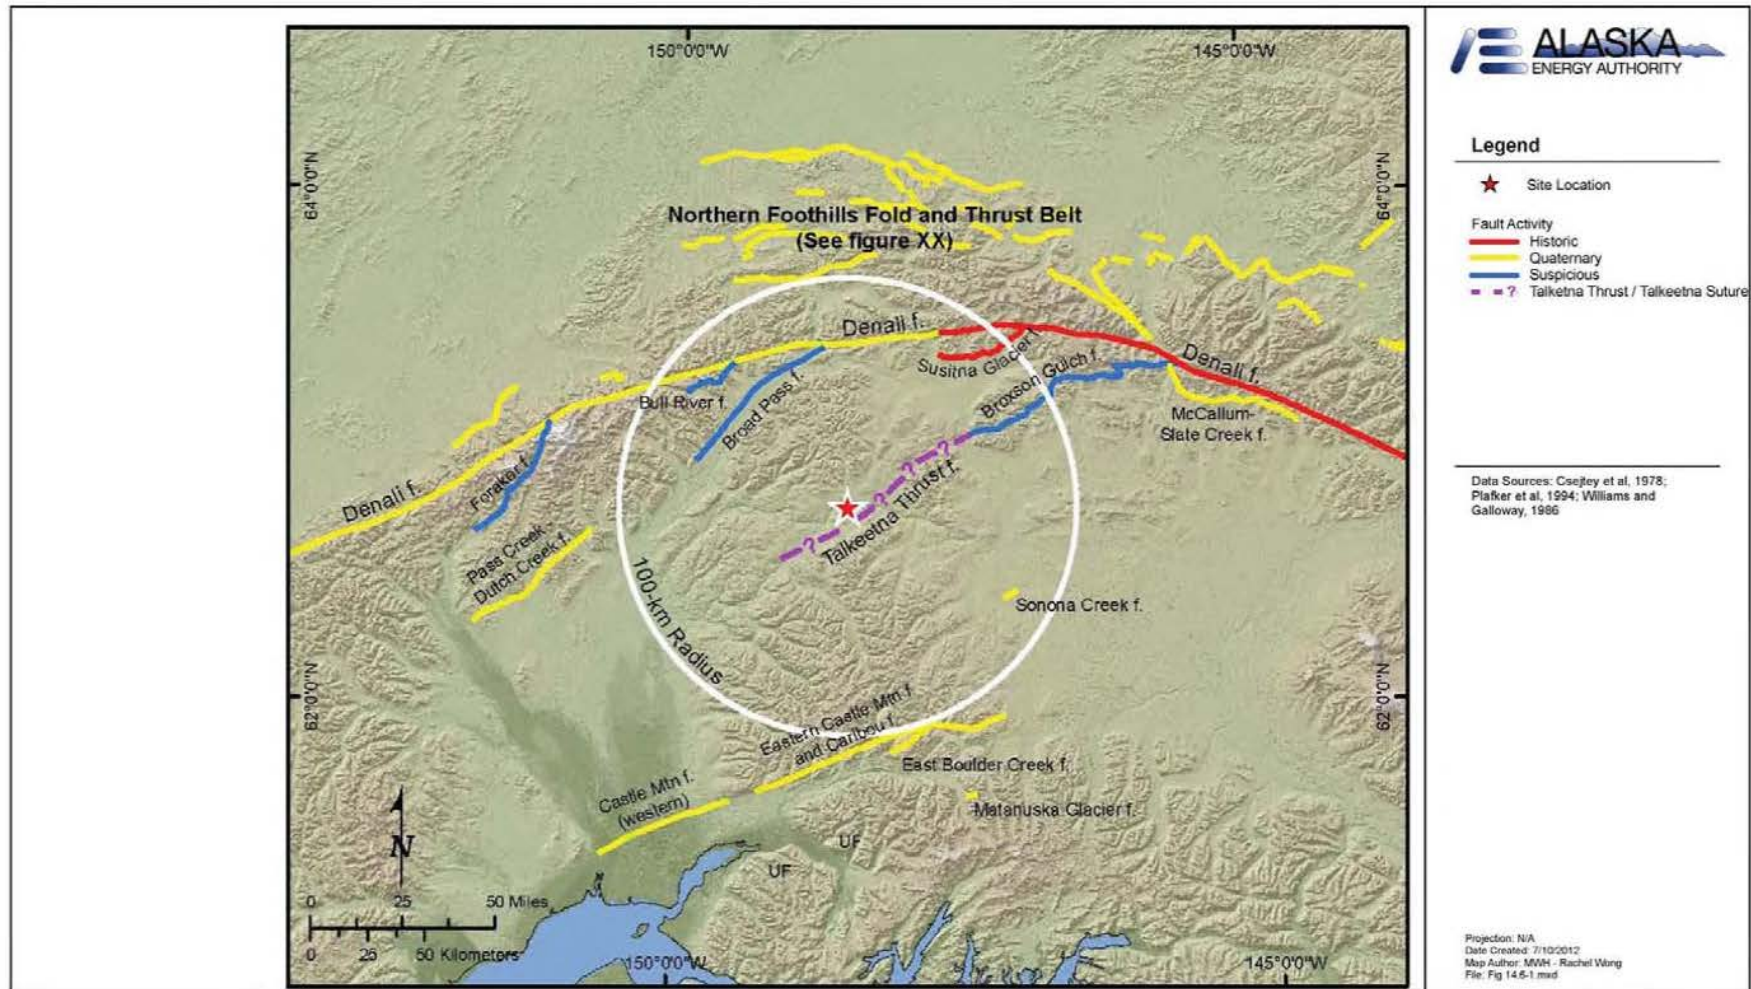 150°0'0"W
145°0'0"W
64°0'0"N
64°0'0"N
Northern Foothills Fold and Thrust Belt
(See figure XX)
Denali f.
Susitna Glacier f.
Broxson Gulch f.
Denali f.
Bull River f.
Broad Pass f.
McCallum-
Slate Creek f.
Denali f.
Foraker f.
Talkeetna Thrust f.
? ? ? ?
Pass Creek -
Dutch Creek f.
100-km Radius
Sonona Creek f.
62°0'0"N
62°0'0"N
Eastern Castle Mtn f.
and Caribou f.
East Boulder Creek f.
Castle Mtn f.
(western)
Matanuska Glacier f.
UF
UF
N
0 25 50 Miles
0 25 50 Kilometers
150°0'0"W
145°0'0"W
ALASKA
ENERGY AUTHORITY
Legend
Site Location
Fault Activity
Historic
Quaternary
Suspicious
? Talketna Thrust / Talkeetna Suture
Data Sources: Csejtey et al, 1978;
Plafker et al, 1994; Williams and
Galloway, 1986
Projection: N/A
Date Created: 7/10/2012
Map Author: MWH - Rachel Wong
File: Fig 14.6-1.mxd